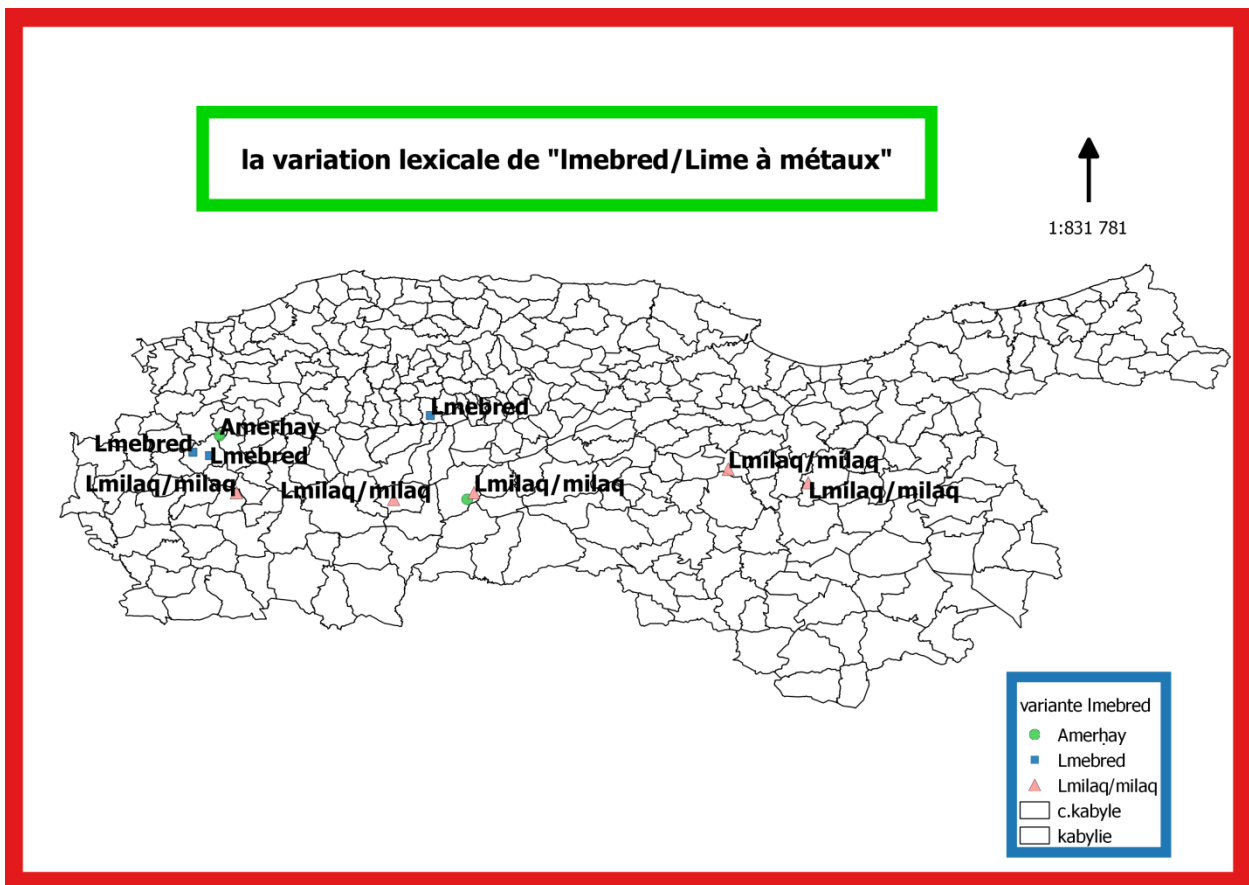 la variation lexicale de "lmebred/Lime à métaux"
1:831 781
Lmebred
Amerḥay
Lmebred
Lmebred
Lmilaq/milaq
Lmilaq/milaq
Lmilaq/milaq
Lmilaq/milaq
Lmilaq/milaq
variante lmebred
Amerḥay
Lmebred
Lmilaq/milaq
c.kabyle
kabylie